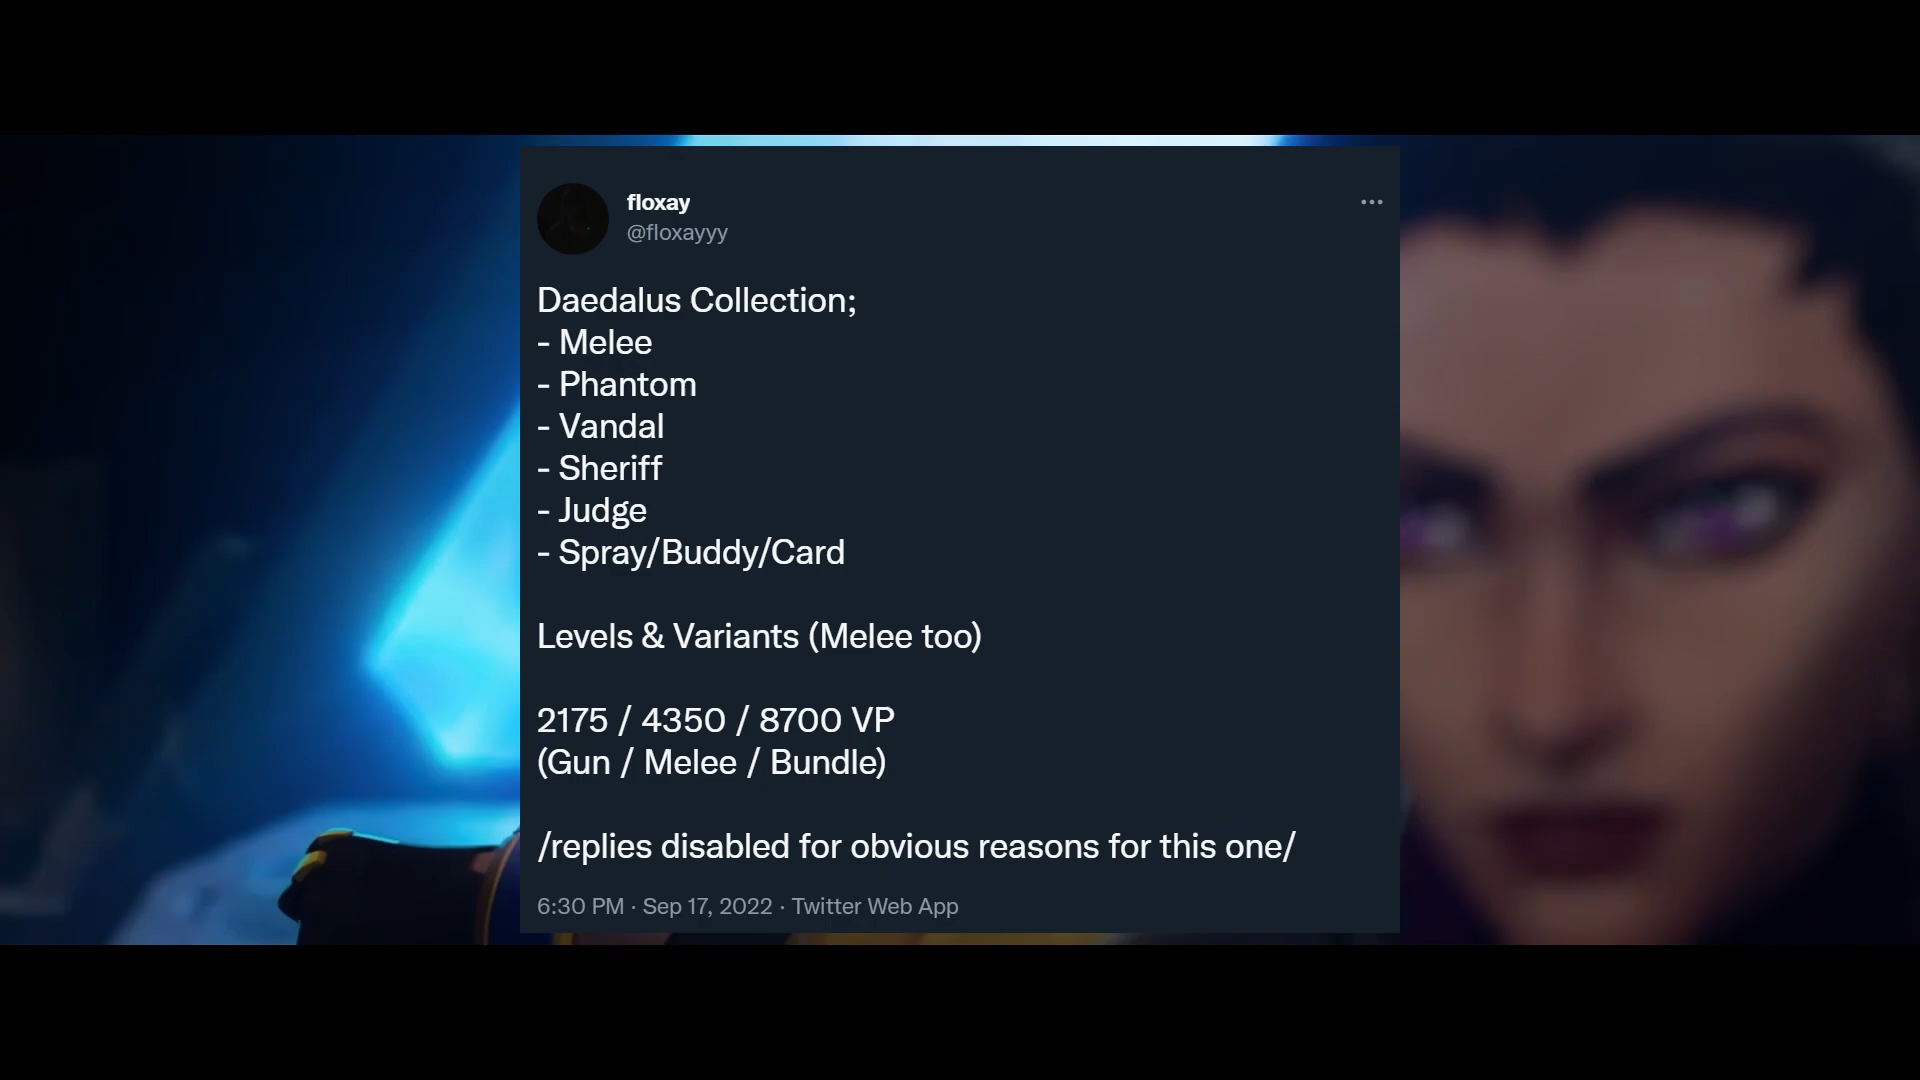 floxay
@floxayyy
Daedalus Collection;
- Melee
- Phantom
- Vandal
- Sheriff
- Judge
- Spray/Buddy/Card
Levels & Variants (Melee too)
2175 / 4350 / 8700 VP
(Gun / Melee / Bundle)
/replies disabled for obvious reasons for this one/
6:30 PM · Sep 17, 2022 · Twitter Web App